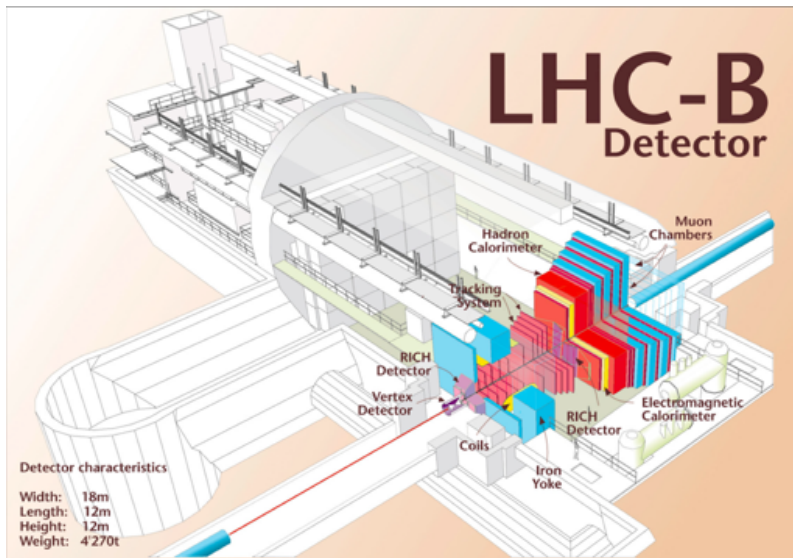 LHC-B
Detector
Muon
Chambers
Hadron
Calorimeter
Tracking
System
RICH
Detector
Vertex
Detector
Electromagnetic
Calorimeter
RICH
Detector
Coils
Iron
Yoke
Detector characteristics
Width: 18m
Length: 12m
Height: 12m
Weight: 4'270t